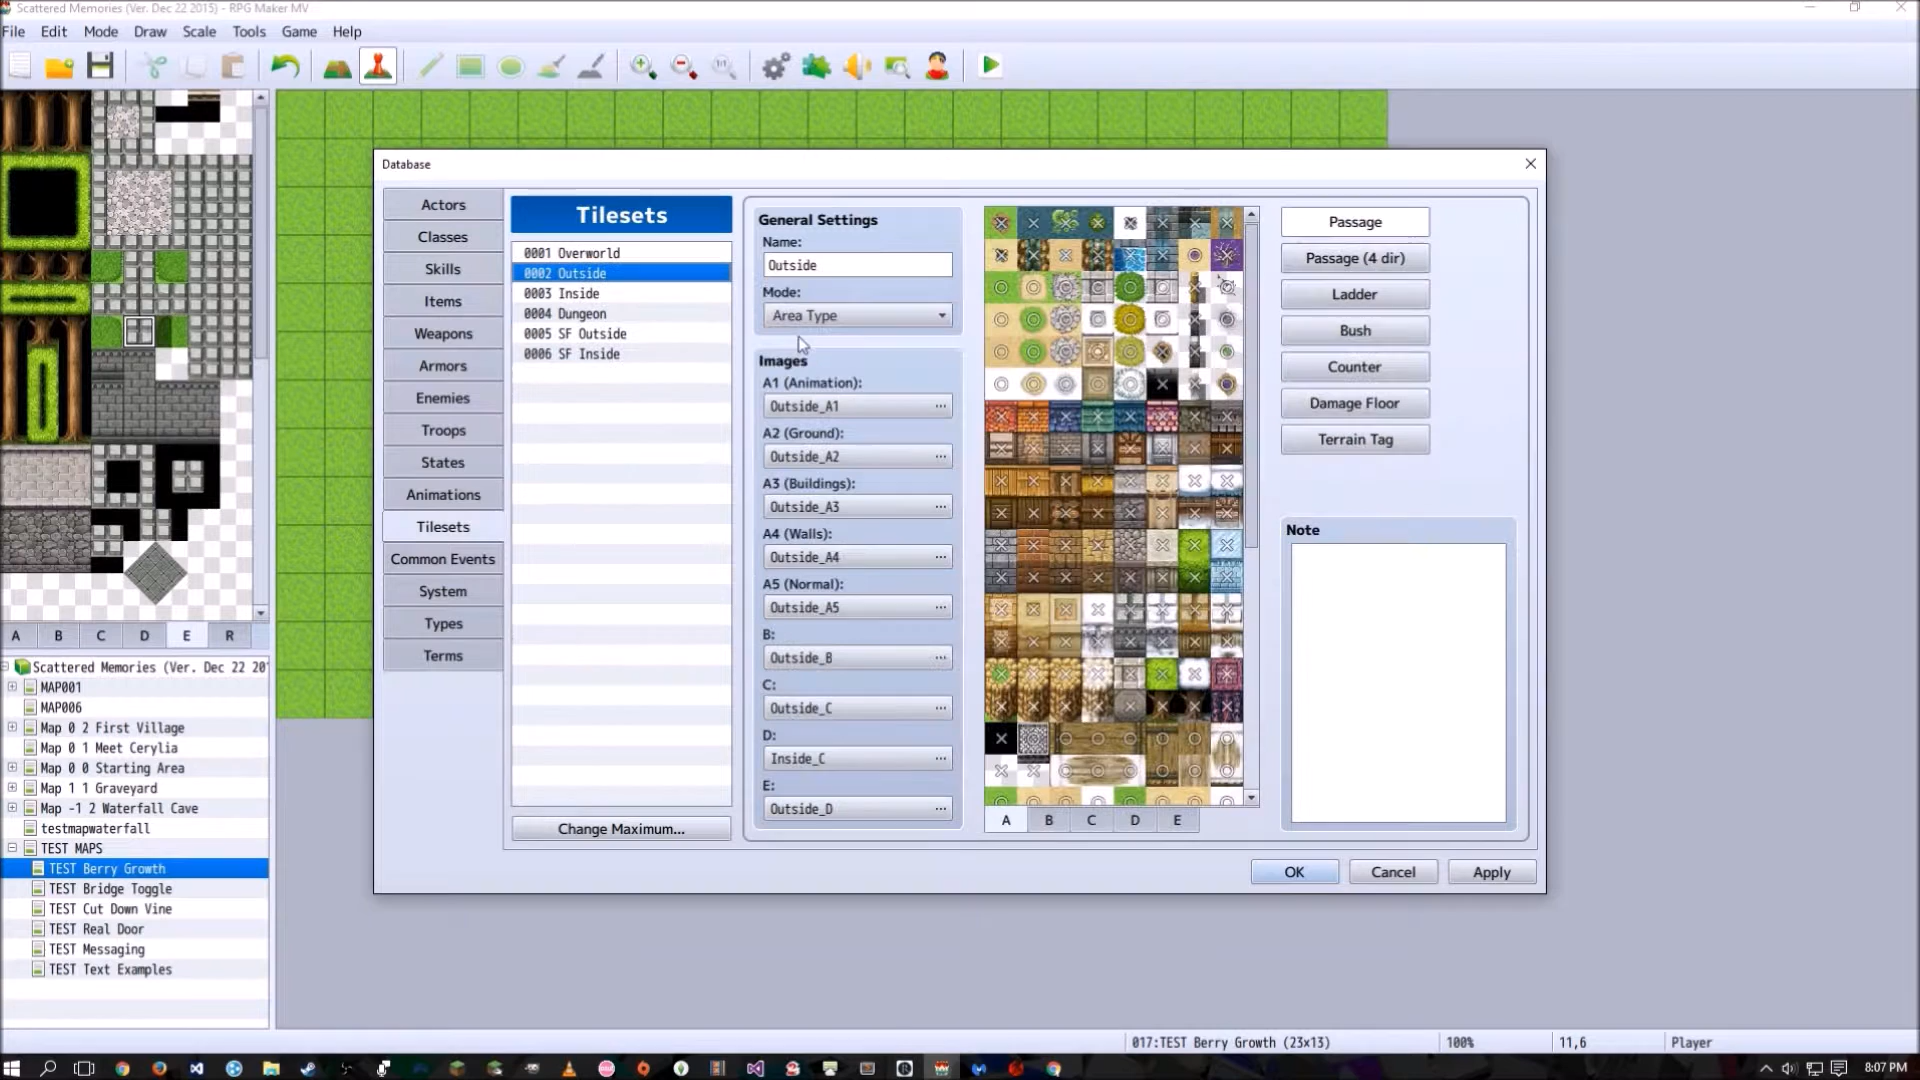 Scattered Memories (Ver. Dec 22 2015) - RPG Maker MV
File Edit Mode Draw Scale Tools Game Help
Database
Actors
Classes
Skills
Items
Weapons
Armors
Enemies
Troops
States
Animations
Tilesets
Common Events
System
Types
Terms
Tilesets
0001 Overworld
0002 Outside
0003 Inside
0004 Dungeon
0005 SF Outside
0006 SF Inside
Change Maximum...
General Settings
Name:
Outside
Mode:
Area Type
Images
A1 (Animation):
Outside_A1 ...
A2 (Ground):
Outside_A2 ...
A3 (Buildings):
Outside_A3 ...
A4 (Walls):
Outside_A4 ...
A5 (Normal):
Outside_A5 ...
B:
Outside_B ...
C:
Outside_C ...
D:
Inside_C ...
E:
Outside_D ...
A B C D E
Passage
Passage (4 dir)
Ladder
Bush
Counter
Damage Floor
Terrain Tag
Note
OK Cancel Apply
A B C D E R
Scattered Memories (Ver. Dec 22 20
MAP001
MAP006
Map 0 2 First Village
Map 0 1 Meet Cerylia
Map 0 0 Starting Area
Map 1 1 Graveyard
Map -1 2 Waterfall Cave
testmapwaterfall
TEST MAPS
TEST Berry Growth
TEST Bridge Toggle
TEST Cut Down Vine
TEST Real Door
TEST Messaging
TEST Text Examples
017:TEST Berry Growth (23x13) 100% 11,6 Player
8:07 PM